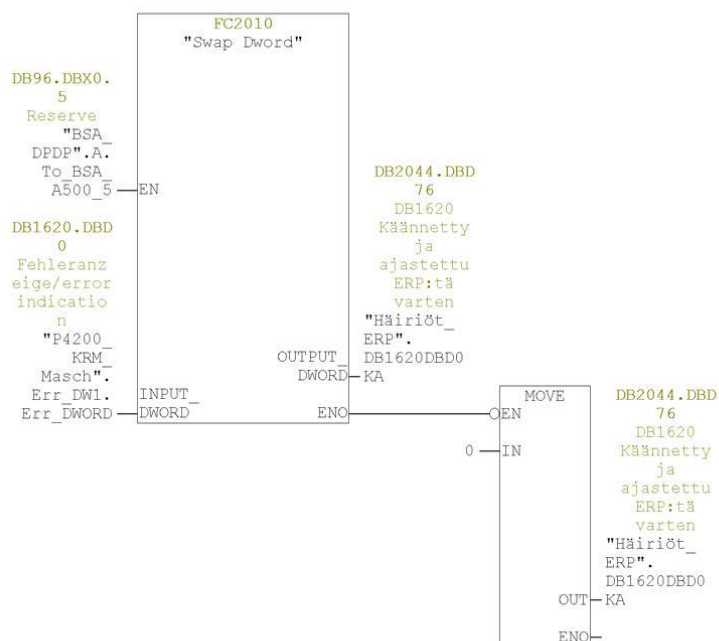 FC2010
"Swap Dword"
DB96.DBX0.
5
Reserve
"BSA_
DPDP".A.
To_BSA_
A500_5
EN
DB1620.DBD
0
Fehleranz
eige/error
indicatio
n
"P4200_
KRM_
Masch".
Err_DW1.
Err_DWORD
INPUT_
DWORD
DB2044.DBD
76
DB1620
Käännetty
ja
ajastettu
ERP:tä
varten
"Häiriöt_
ERP".
DB1620DBD0
KA
OUTPUT_
DWORD
ENO
MOVE
EN
0
IN
DB2044.DBD
76
DB1620
Käännetty
ja
ajastettu
ERP:tä
varten
"Häiriöt_
ERP".
DB1620DBD0
KA
OUT
ENO